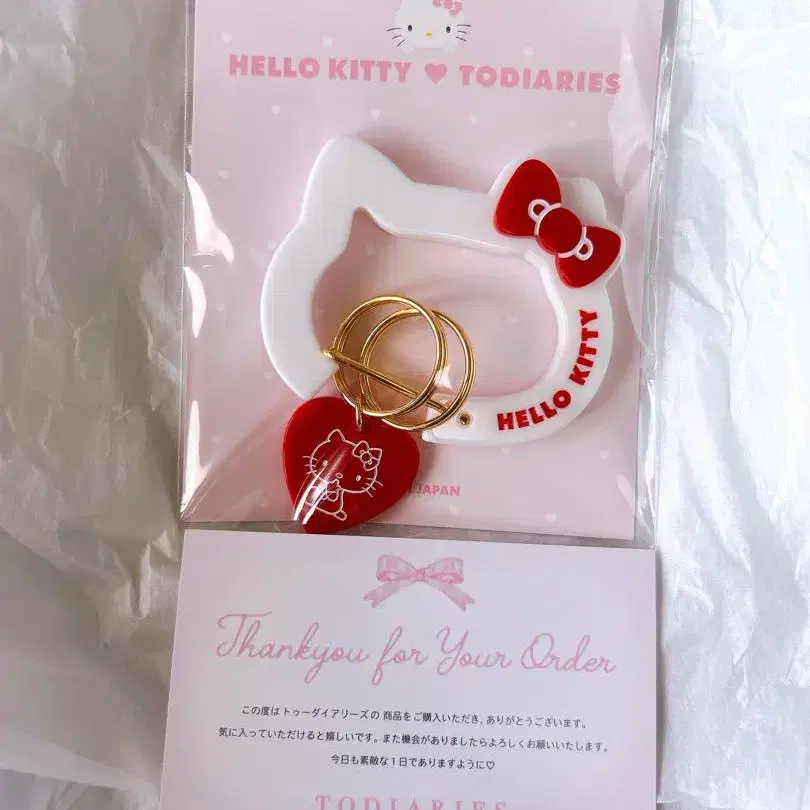 HELLO KITTY ♥ TODIARIES
HELLO KITTY
JAPAN
Thankyou for Your Order
この度はトゥーダイアリーズの 商品をご購入いただき、ありがとうございます。
気に入っていただけると嬉しいです。また機会がありましたらよろしくお願いいたします。
今日も素敵な1日でありますように♡
TODIARIES